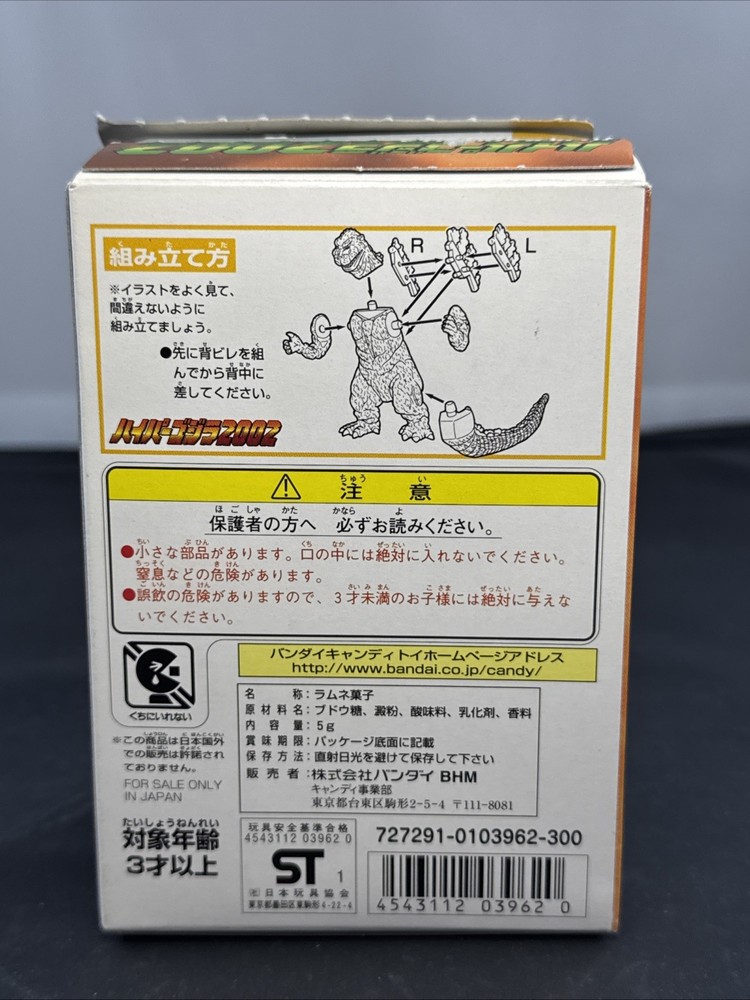 組み立て方
※イラストをよく見て、
間違えないように
組み立てましょう。
●先に背ビレを組
んでから背中に
差してください。
R
L
ハイパーゴジラ2002
⚠ 注意
保護者の方へ 必ずお読みください。
●小さな部品があります。口の中には絶対に入れないでください。
窒息などの危険があります。
●誤飲の危険がありますので、3才未満のお子様には絶対に与えな
いでください。
くちにいれない
バンダイキャンディトイホームページアドレス
http://www.bandai.co.jp/candy/
※この商品は日本国外
での販売は許諾され
ておりません。
FOR SALE ONLY
IN JAPAN
名称:ラムネ菓子
原材料名:ブドウ糖、澱粉、酸味料、乳化剤、香料
内容量:5g
賞味期限:パッケージ底面に記載
保存方法:直射日光を避けて保存して下さい
販売者:株式会社バンダイ BHM
キャンディ事業部
東京都台東区駒形2-5-4 〒111-8081
たいしょうねんれい
対象年齢
3才以上
玩具安全基準合格
4543112 03962 0
ST 1
㈳日本玩具協会
東京都墨田区東駒形4-22-4
727291-0103962-300
4543112 03962 0